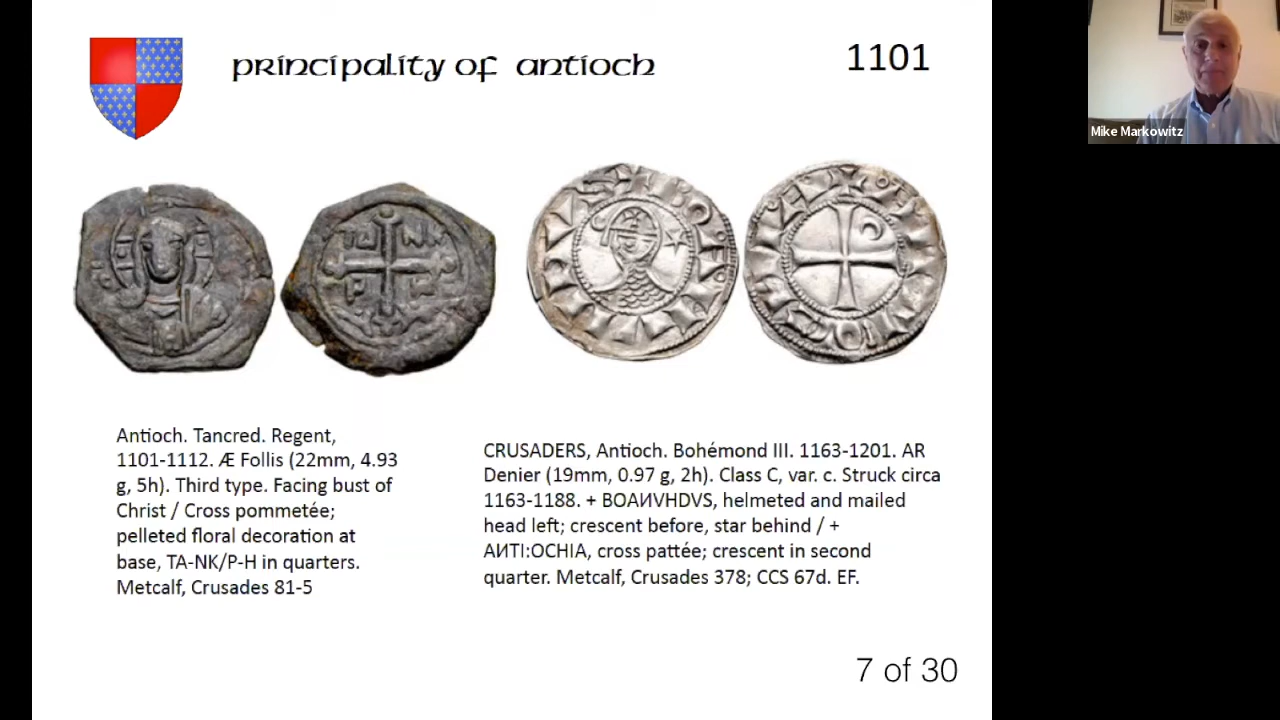 principality of antioch
1101
Mike Markowitz
Antioch. Tancred. Regent,
1101-1112. Æ Follis (22mm, 4.93
g, 5h). Third type. Facing bust of
Christ / Cross pommetée;
pelleted floral decoration at
base, TA-NK/P-H in quarters.
Metcalf, Crusades 81-5
CRUSADERS, Antioch. Bohémond III. 1163-1201. AR
Denier (19mm, 0.97 g, 2h). Class C, var. c. Struck circa
1163-1188. + BOAИVHDVS, helmeted and mailed
head left; crescent before, star behind / +
AИTI:OCHIA, cross pattée; crescent in second
quarter. Metcalf, Crusades 378; CCS 67d. EF.
7 of 30